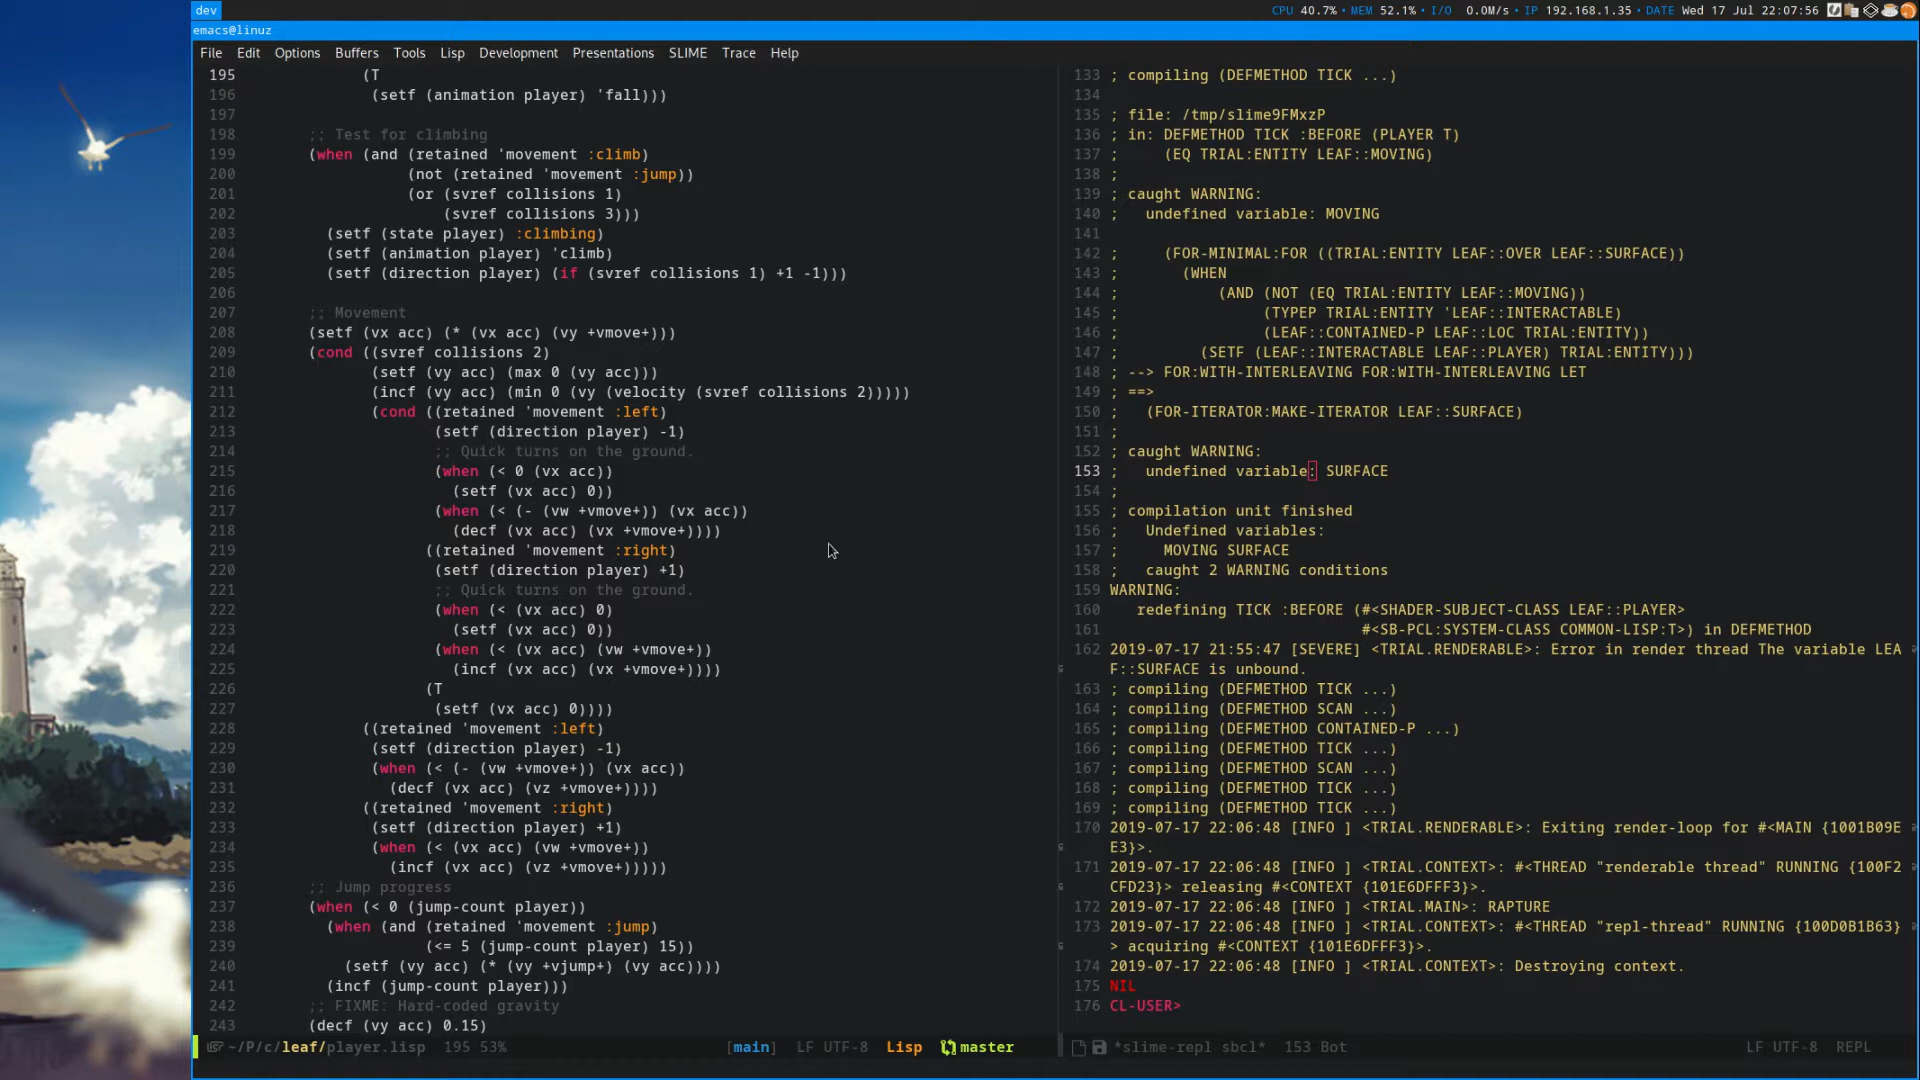 dev
CPU 40.7% • MEM 52.1% • I/O 0.0M/s • IP 192.168.1.35 • DATE Wed 17 Jul 22:07:56
emacs@linuz
File Edit Options Buffers Tools Lisp Development Presentations SLIME Trace Help
195 (T
196 (setf (animation player) 'fall)))
197
198 ;; Test for climbing
199 (when (and (retained 'movement :climb)
200 (not (retained 'movement :jump))
201 (or (svref collisions 1)
202 (svref collisions 3)))
203 (setf (state player) :climbing)
204 (setf (animation player) 'climb)
205 (setf (direction player) (if (svref collisions 1) +1 -1)))
206
207 ;; Movement
208 (setf (vx acc) (* (vx acc) (vy +vmove+)))
209 (cond ((svref collisions 2)
210 (setf (vy acc) (max 0 (vy acc)))
211 (incf (vy acc) (min 0 (vy (velocity (svref collisions 2)))))
212 (cond ((retained 'movement :left)
213 (setf (direction player) -1)
214 ;; Quick turns on the ground.
215 (when (< 0 (vx acc))
216 (setf (vx acc) 0))
217 (when (< (- (vw +vmove+)) (vx acc))
218 (decf (vx acc) (vx +vmove+))))
219 ((retained 'movement :right)
220 (setf (direction player) +1)
221 ;; Quick turns on the ground.
222 (when (< (vx acc) 0)
223 (setf (vx acc) 0))
224 (when (< (vx acc) (vw +vmove+))
225 (incf (vx acc) (vx +vmove+))))
226 (T
227 (setf (vx acc) 0))))
228 ((retained 'movement :left)
229 (setf (direction player) -1)
230 (when (< (- (vw +vmove+)) (vx acc))
231 (decf (vx acc) (vz +vmove+))))
232 ((retained 'movement :right)
233 (setf (direction player) +1)
234 (when (< (vx acc) (vw +vmove+))
235 (incf (vx acc) (vz +vmove+)))))
236 ;; Jump progress
237 (when (< 0 (jump-count player))
238 (when (and (retained 'movement :jump)
239 (<= 5 (jump-count player) 15))
240 (setf (vy acc) (* (vy +vjump+) (vy acc))))
241 (incf (jump-count player)))
242 ;; FIXME: Hard-coded gravity
243 (decf (vy acc) 0.15)
~/P/c/leaf/player.lisp 195 53% [main] LF UTF-8 Lisp master
133 ; compiling (DEFMETHOD TICK ...)
134
135 ; file: /tmp/slime9FMxzP
136 ; in: DEFMETHOD TICK :BEFORE (PLAYER T)
137 ; (EQ TRIAL:ENTITY LEAF::MOVING)
138 ;
139 ; caught WARNING:
140 ; undefined variable: MOVING
141
142 ; (FOR-MINIMAL:FOR ((TRIAL:ENTITY LEAF::OVER LEAF::SURFACE))
143 ; (WHEN
144 ; (AND (NOT (EQ TRIAL:ENTITY LEAF::MOVING))
145 ; (TYPEP TRIAL:ENTITY 'LEAF::INTERACTABLE)
146 ; (LEAF::CONTAINED-P LEAF::LOC TRIAL:ENTITY))
147 ; (SETF (LEAF::INTERACTABLE LEAF::PLAYER) TRIAL:ENTITY)))
148 ; --> FOR:WITH-INTERLEAVING FOR:WITH-INTERLEAVING LET
149 ; ==>
150 ; (FOR-ITERATOR:MAKE-ITERATOR LEAF::SURFACE)
151 ;
152 ; caught WARNING:
153 ; undefined variable: SURFACE
154 ;
155 ; compilation unit finished
156 ; Undefined variables:
157 ; MOVING SURFACE
158 ; caught 2 WARNING conditions
159 WARNING:
160 redefining TICK :BEFORE (#<SHADER-SUBJECT-CLASS LEAF::PLAYER>
161 #<SB-PCL:SYSTEM-CLASS COMMON-LISP:T>) in DEFMETHOD
162 2019-07-17 21:55:47 [SEVERE] <TRIAL.RENDERABLE>: Error in render thread The variable LEA
F::SURFACE is unbound.
163 ; compiling (DEFMETHOD TICK ...)
164 ; compiling (DEFMETHOD SCAN ...)
165 ; compiling (DEFMETHOD CONTAINED-P ...)
166 ; compiling (DEFMETHOD TICK ...)
167 ; compiling (DEFMETHOD SCAN ...)
168 ; compiling (DEFMETHOD TICK ...)
169 ; compiling (DEFMETHOD TICK ...)
170 2019-07-17 22:06:48 [INFO ] <TRIAL.RENDERABLE>: Exiting render-loop for #<MAIN {1001B09E
E3}>.
171 2019-07-17 22:06:48 [INFO ] <TRIAL.CONTEXT>: #<THREAD "renderable thread" RUNNING {100F2
CFD23}> releasing #<CONTEXT {101E6DFFF3}>.
172 2019-07-17 22:06:48 [INFO ] <TRIAL.MAIN>: RAPTURE
173 2019-07-17 22:06:48 [INFO ] <TRIAL.CONTEXT>: #<THREAD "repl-thread" RUNNING {100D0B1B63}
> acquiring #<CONTEXT {101E6DFFF3}>.
174 2019-07-17 22:06:48 [INFO ] <TRIAL.CONTEXT>: Destroying context.
175 NIL
176 CL-USER>
*slime-repl sbcl* 153 Bot LF UTF-8 REPL